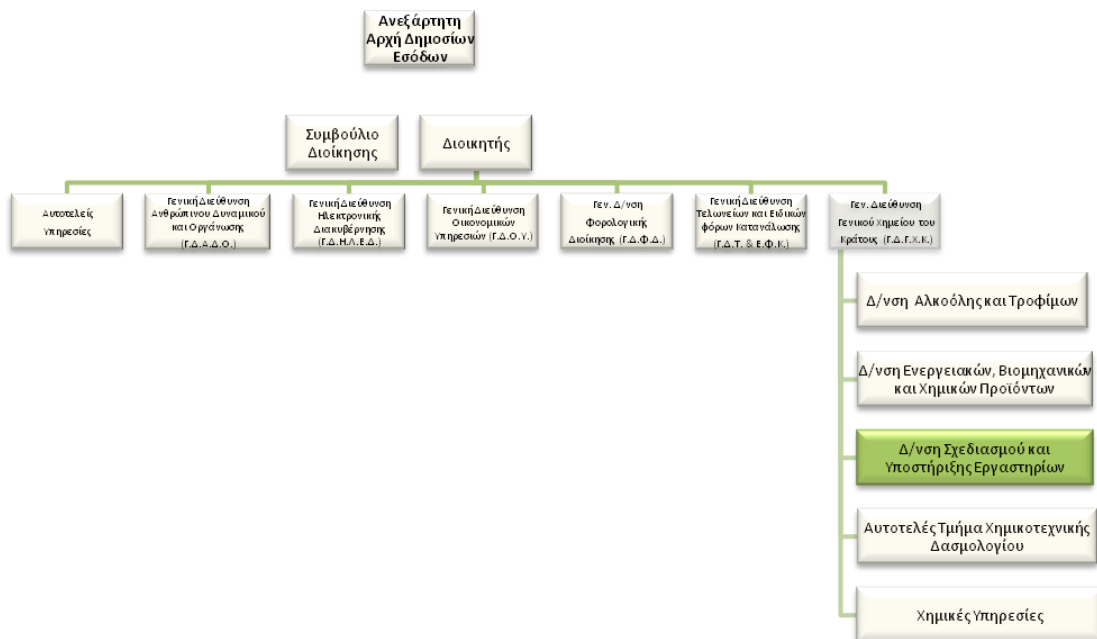 Ανεξάρτητη
Αρχή Δημοσίων
Εσόδων
Συμβούλιο
Διοίκησης
Διοικητής
Αυτοτελείς
Υπηρεσίες
Γενική Διεύθυνση
Ανθρώπινου Δυναμικού
και Οργάνωσης
(Γ.Δ.Α.Δ.Ο.)
Γενική Διεύθυνση
Ηλεκτρονικής
Διακυβέρνησης
(Γ.Δ.Η.Λ.Ε.Δ.)
Γενική Διεύθυνση
Οικονομικών
Υπηρεσιών (Γ.Δ.Ο.Υ.)
Γεν. Δ/νση
Φορολογικής
Διοίκησης (Γ.Δ.Φ.Δ.)
Γενική Διεύθυνση
Τελωνείων και Ειδικών
φόρων Κατανάλωσης
(Γ.Δ.Τ. & Ε.Φ.Κ.)
Γεν. Διεύθυνση
Γενικού Χημείου του
Κράτους (Γ.Δ.Γ.Χ.Κ.)
Δ/νση Αλκοόλης και Τροφίμων
Δ/νση Ενεργειακών, Βιομηχανικών
και Χημικών Προϊόντων
Δ/νση Σχεδιασμού και
Υποστήριξης Εργαστηρίων
Αυτοτελές Τμήμα Χημικοτεχνικής
Δασμολογίου
Χημικές Υπηρεσίες